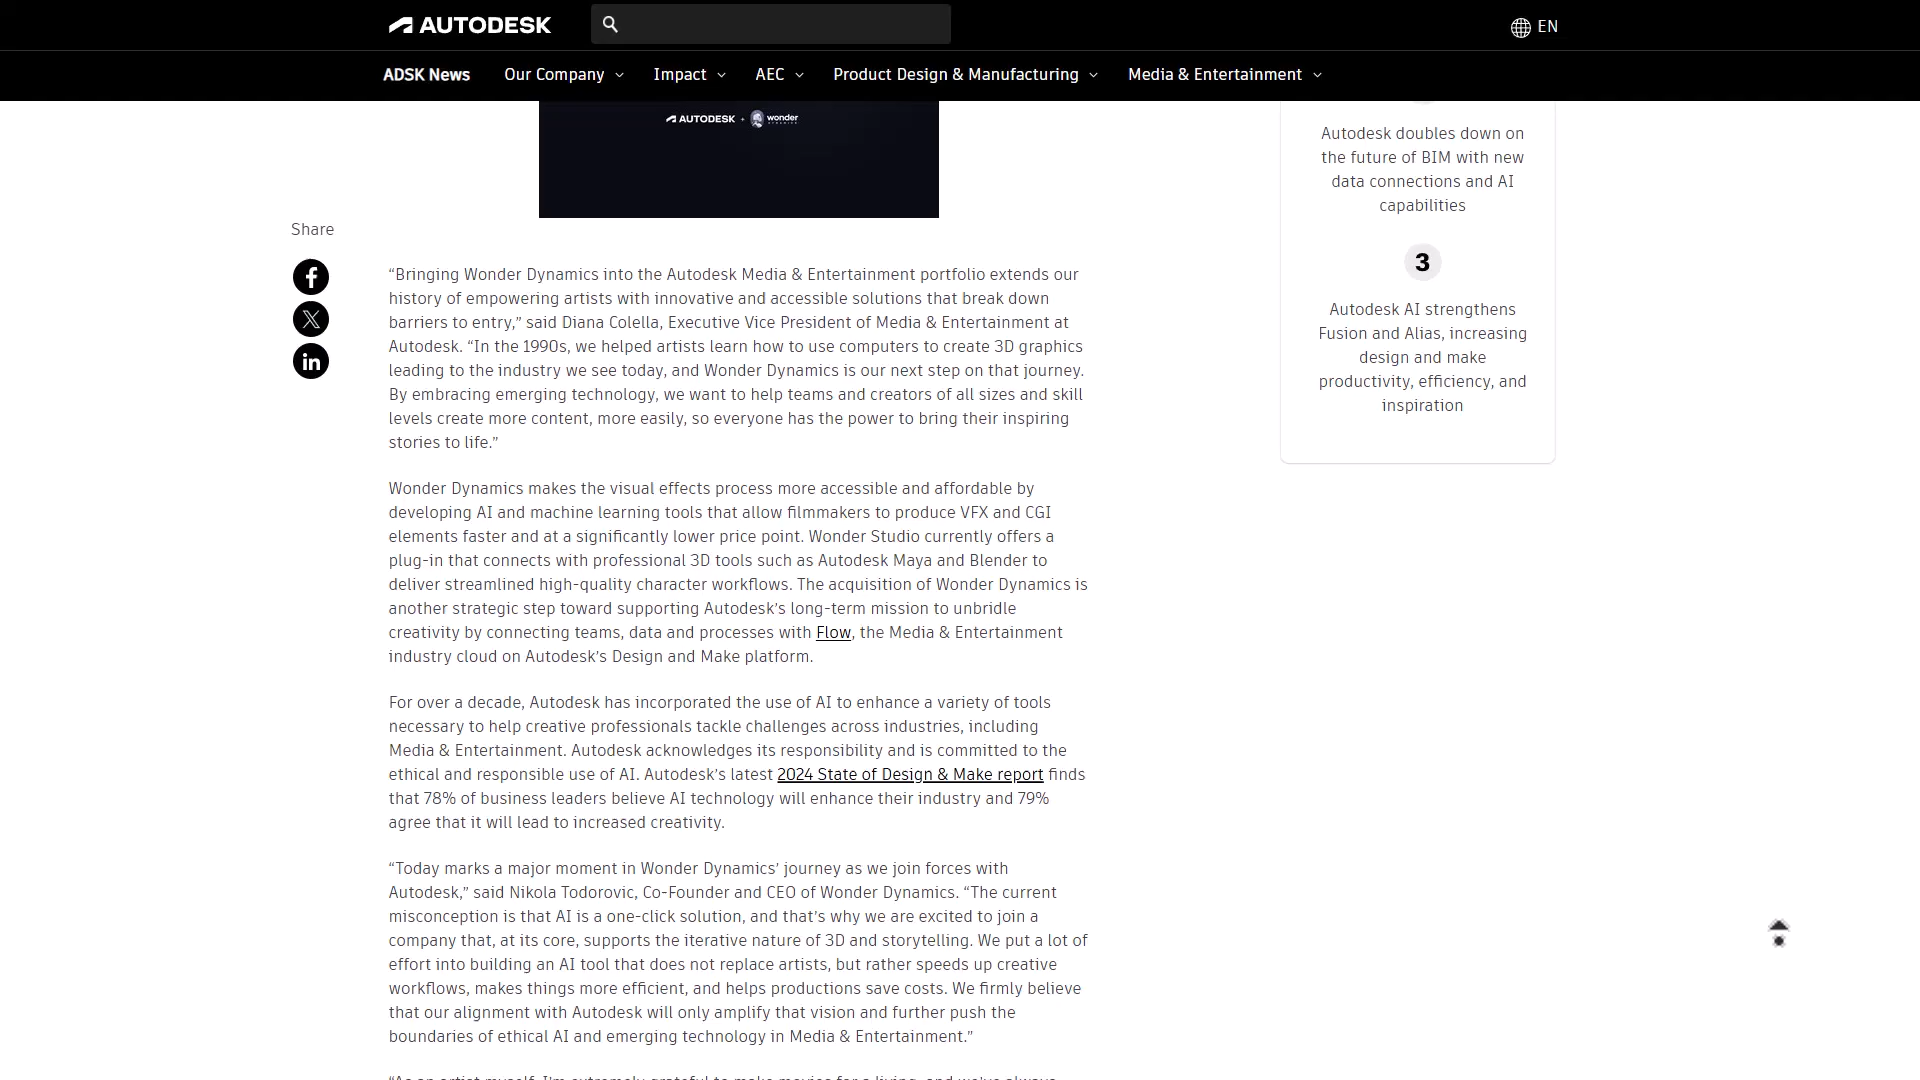 AUTODESK
EN
ADSK News
Our Company
Impact
AEC
Product Design & Manufacturing
Media & Entertainment
AUTODESK + wonder
Share
“Bringing Wonder Dynamics into the Autodesk Media & Entertainment portfolio extends our
history of empowering artists with innovative and accessible solutions that break down
barriers to entry,” said Diana Colella, Executive Vice President of Media & Entertainment at
Autodesk. “In the 1990s, we helped artists learn how to use computers to create 3D graphics
leading to the industry we see today, and Wonder Dynamics is our next step on that journey.
By embracing emerging technology, we want to help teams and creators of all sizes and skill
levels create more content, more easily, so everyone has the power to bring their inspiring
stories to life.”
Wonder Dynamics makes the visual effects process more accessible and affordable by
developing AI and machine learning tools that allow filmmakers to produce VFX and CGI
elements faster and at a significantly lower price point. Wonder Studio currently offers a
plug-in that connects with professional 3D tools such as Autodesk Maya and Blender to
deliver streamlined high-quality character workflows. The acquisition of Wonder Dynamics is
another strategic step toward supporting Autodesk’s long-term mission to unbridle
creativity by connecting teams, data and processes with Flow, the Media & Entertainment
industry cloud on Autodesk’s Design and Make platform.
For over a decade, Autodesk has incorporated the use of AI to enhance a variety of tools
necessary to help creative professionals tackle challenges across industries, including
Media & Entertainment. Autodesk acknowledges its responsibility and is committed to the
ethical and responsible use of AI. Autodesk’s latest 2024 State of Design & Make report finds
that 78% of business leaders believe AI technology will enhance their industry and 79%
agree that it will lead to increased creativity.
“Today marks a major moment in Wonder Dynamics’ journey as we join forces with
Autodesk,” said Nikola Todorovic, Co-Founder and CEO of Wonder Dynamics. “The current
misconception is that AI is a one-click solution, and that’s why we are excited to join a
company that, at its core, supports the iterative nature of 3D and storytelling. We put a lot of
effort into building an AI tool that does not replace artists, but rather speeds up creative
workflows, makes things more efficient, and helps productions save costs. We firmly believe
that our alignment with Autodesk will only amplify that vision and further push the
boundaries of ethical AI and emerging technology in Media & Entertainment.”
“As an artist myself, I’m extremely grateful to make movies for a living, and we’ve always
Autodesk doubles down on
the future of BIM with new
data connections and AI
capabilities
3
Autodesk AI strengthens
Fusion and Alias, increasing
design and make
productivity, efficiency, and
inspiration